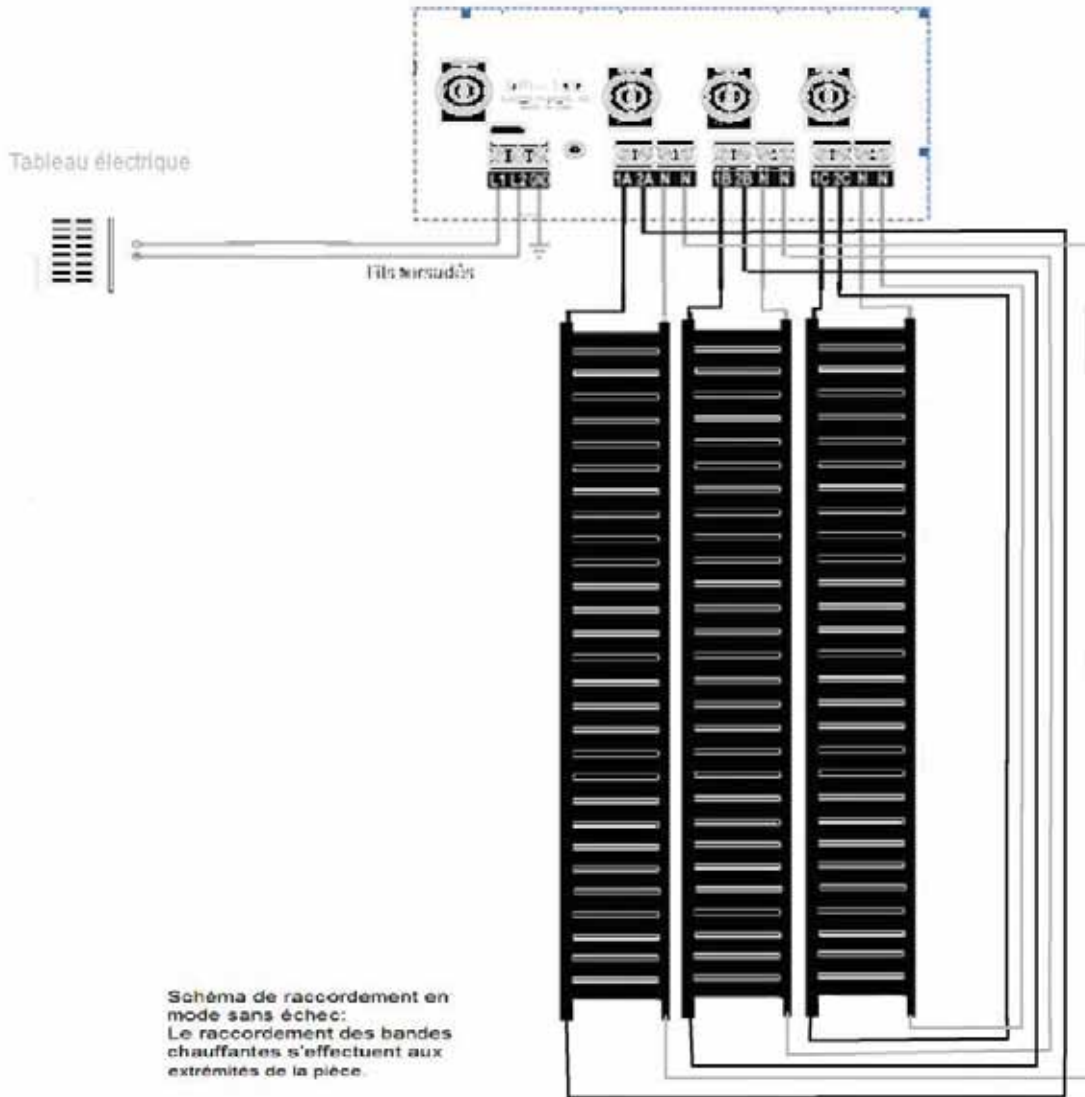 Tableau électrique
L1 L2
1A 2A N N
1B 2B N N
1C 2C N N
Fils torsadés
Schéma de raccordement en
mode sans échec:
Le raccordement des bandes
chauffantes s'effectuent aux
extrémités de la pièce.